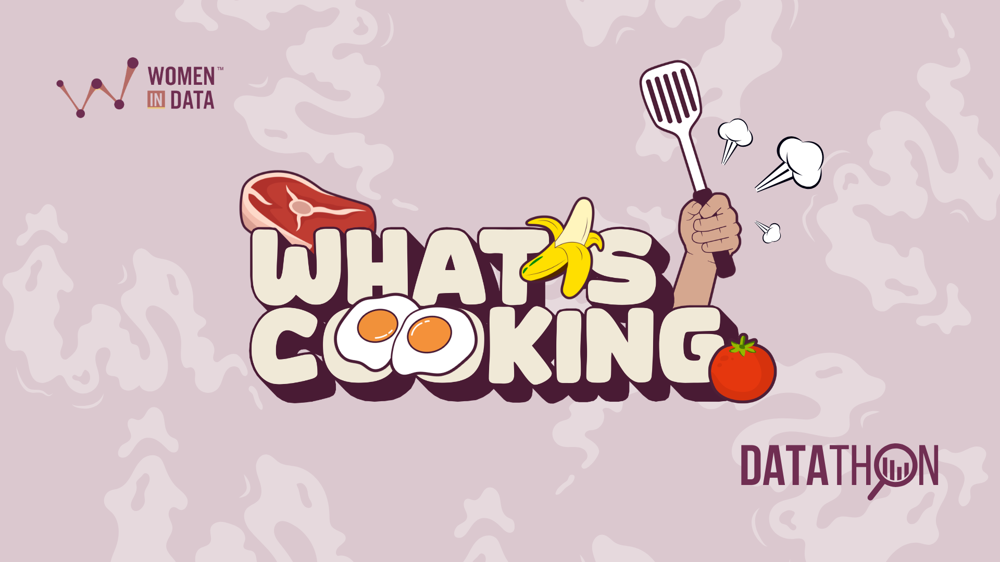 WOMEN™
IN DATA
WHAT'S
COOKING
DATATHON